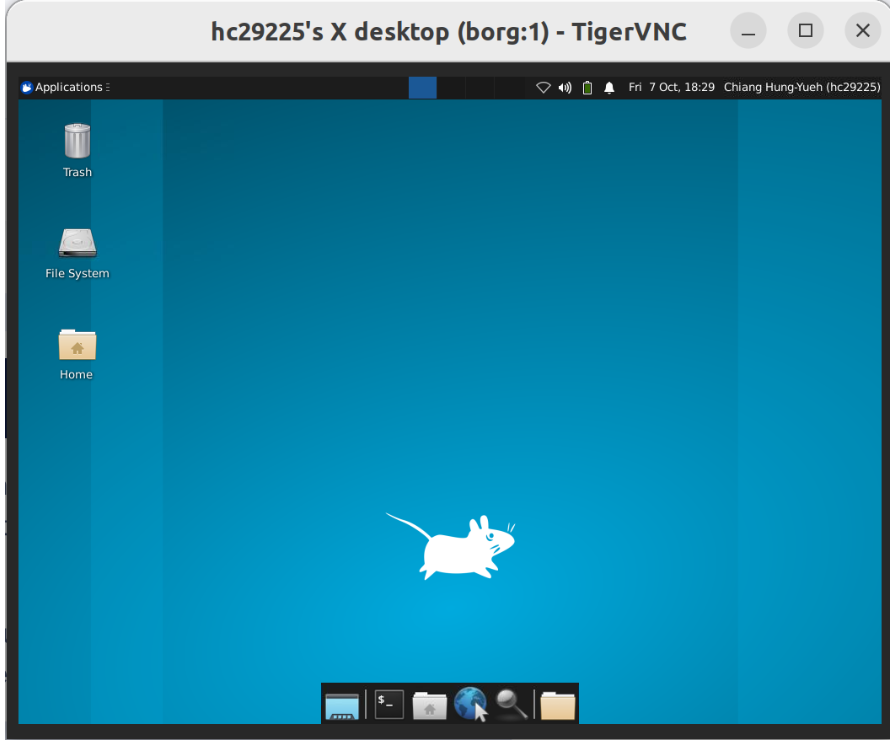 hc29225's X desktop (borg:1) - TigerVNC
Applications Fri 7 Oct, 18:29 Chiang Hung-Yueh (hc29225)
Trash
File System
Home
$_